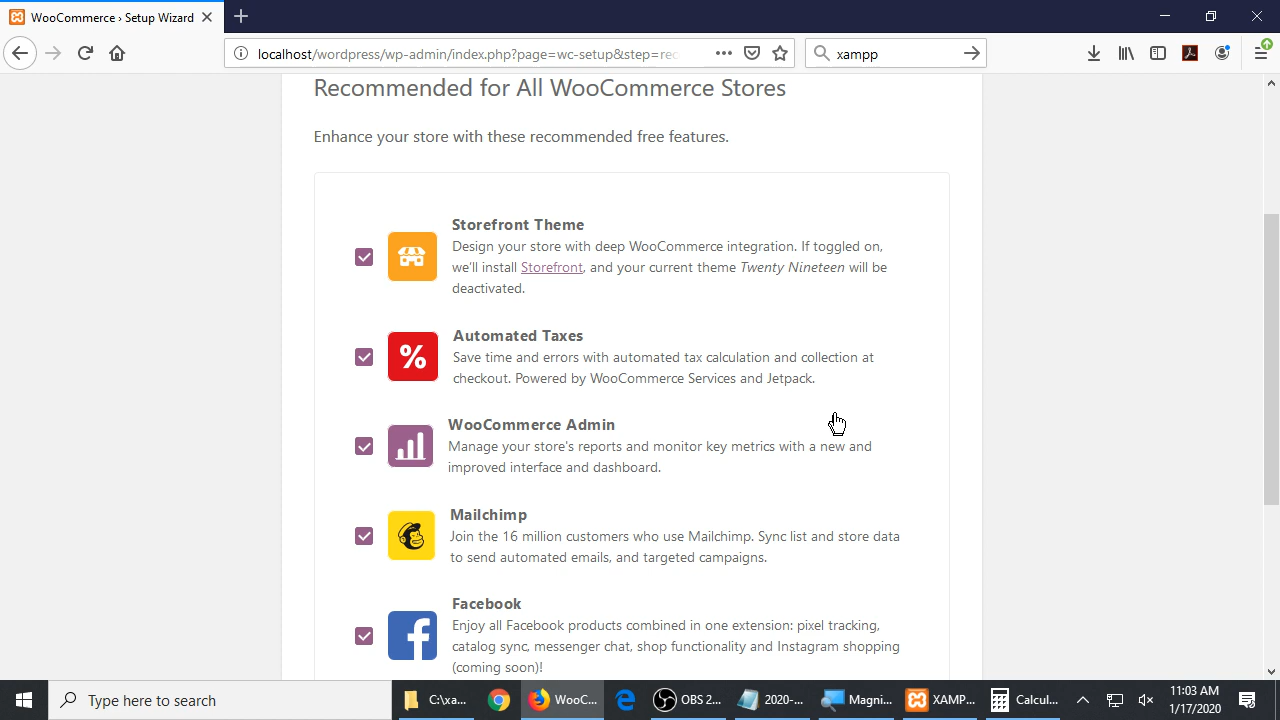 WooCommerce › Setup Wizard
localhost/wordpress/wp-admin/index.php?page=wc-setup&step=rec
xampp
Recommended for All WooCommerce Stores
Enhance your store with these recommended free features.
Storefront Theme
Design your store with deep WooCommerce integration. If toggled on,
we'll install Storefront, and your current theme Twenty Nineteen will be
deactivated.
%
Automated Taxes
Save time and errors with automated tax calculation and collection at
checkout. Powered by WooCommerce Services and Jetpack.
WooCommerce Admin
Manage your store's reports and monitor key metrics with a new and
improved interface and dashboard.
Mailchimp
Join the 16 million customers who use Mailchimp. Sync list and store data
to send automated emails, and targeted campaigns.
Facebook
Enjoy all Facebook products combined in one extension: pixel tracking,
catalog sync, messenger chat, shop functionality and Instagram shopping
(coming soon)!
Type here to search
C:\xa...
WooC...
OBS 2...
2020-...
Magni...
XAMP...
Calcul...
11:03 AM
1/17/2020